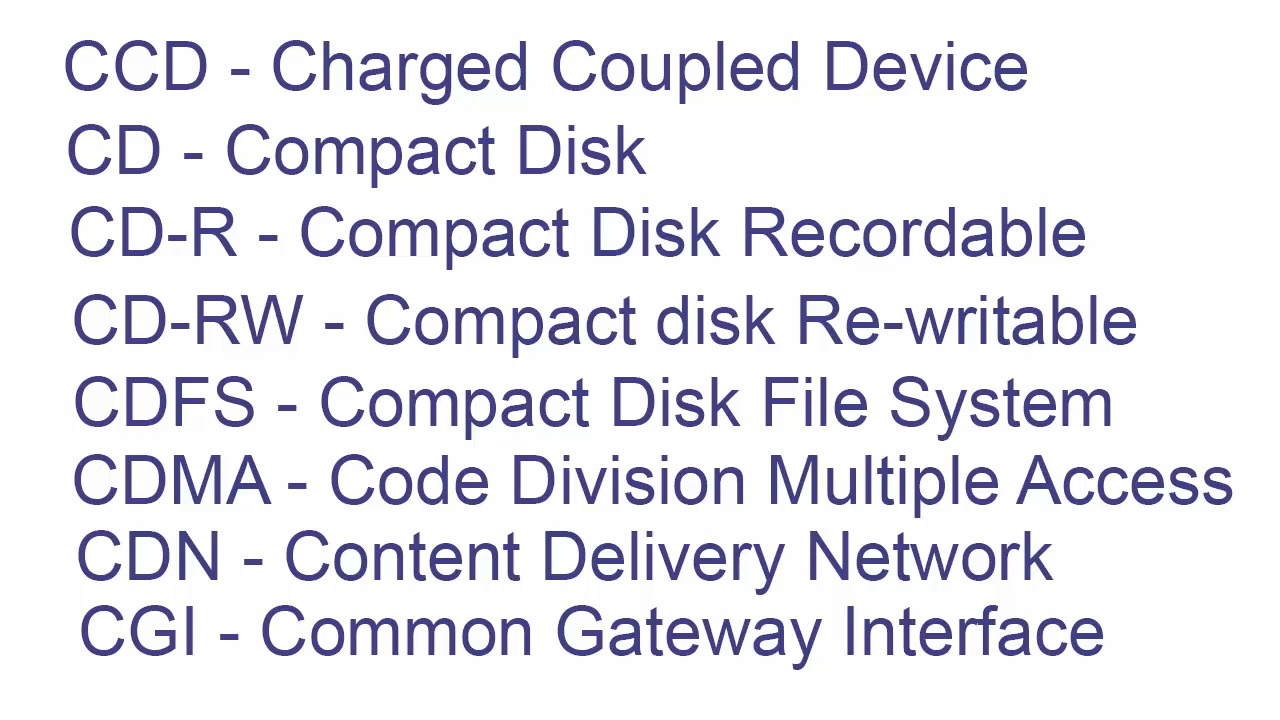 CCD - Charged Coupled Device
CD - Compact Disk
CD-R - Compact Disk Recordable
CD-RW - Compact disk Re-writable
CDFS - Compact Disk File System
CDMA - Code Division Multiple Access
CDN - Content Delivery Network
CGI - Common Gateway Interface